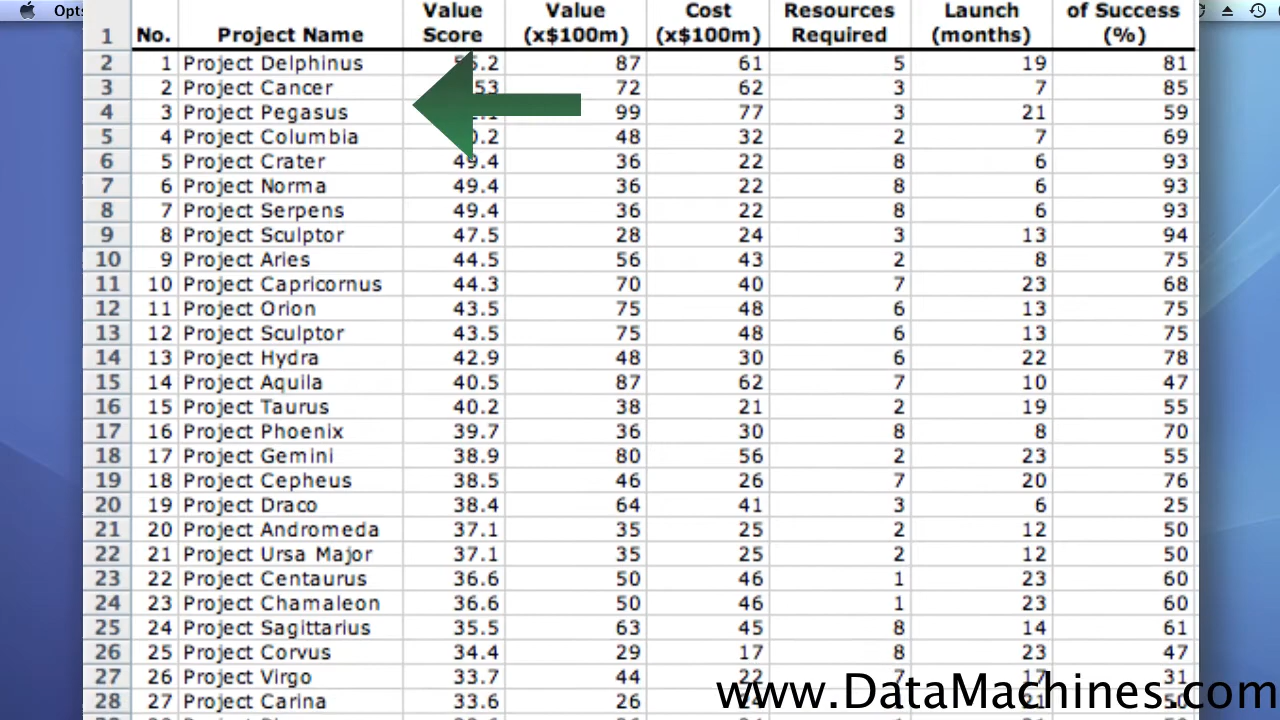 Opts
Value Value Cost Resources Launch of Success
1 No. Project Name Score (x$100m) (x$100m) Required (months) (%)
2 1 Project Delphinus 87 61 5 19 81
3 2 Project Cancer 53 72 62 3 7 85
4 3 Project Pegasus 99 77 3 21 59
5 4 Project Columbia 48 32 2 7 69
6 5 Project Crater 49.4 36 22 8 6 93
7 6 Project Norma 49.4 36 22 8 6 93
8 7 Project Serpens 49.4 36 22 8 6 93
9 8 Project Sculptor 47.5 28 24 3 13 94
10 9 Project Aries 44.5 56 43 2 8 75
11 10 Project Capricornus 44.3 70 40 7 23 68
12 11 Project Orion 43.5 75 48 6 13 75
13 12 Project Sculptor 43.5 75 48 6 13 75
14 13 Project Hydra 42.9 48 30 6 22 78
15 14 Project Aquila 40.5 87 62 7 10 47
16 15 Project Taurus 40.2 38 21 2 19 55
17 16 Project Phoenix 39.7 36 30 8 8 70
18 17 Project Gemini 38.9 80 56 2 23 55
19 18 Project Cepheus 38.5 46 26 7 20 76
20 19 Project Draco 38.4 64 41 3 6 25
21 20 Project Andromeda 37.1 35 25 2 12 50
22 21 Project Ursa Major 37.1 35 25 2 12 50
23 22 Project Centaurus 36.6 50 46 1 23 60
24 23 Project Chamaleon 36.6 50 46 1 23 60
25 24 Project Sagittarius 35.5 63 45 8 14 61
26 25 Project Corvus 34.4 29 17 8 23 47
27 26 Project Virgo 33.7 44 22 7 17 31
28 27 Project Carina 33.6 26
www.DataMachines.com